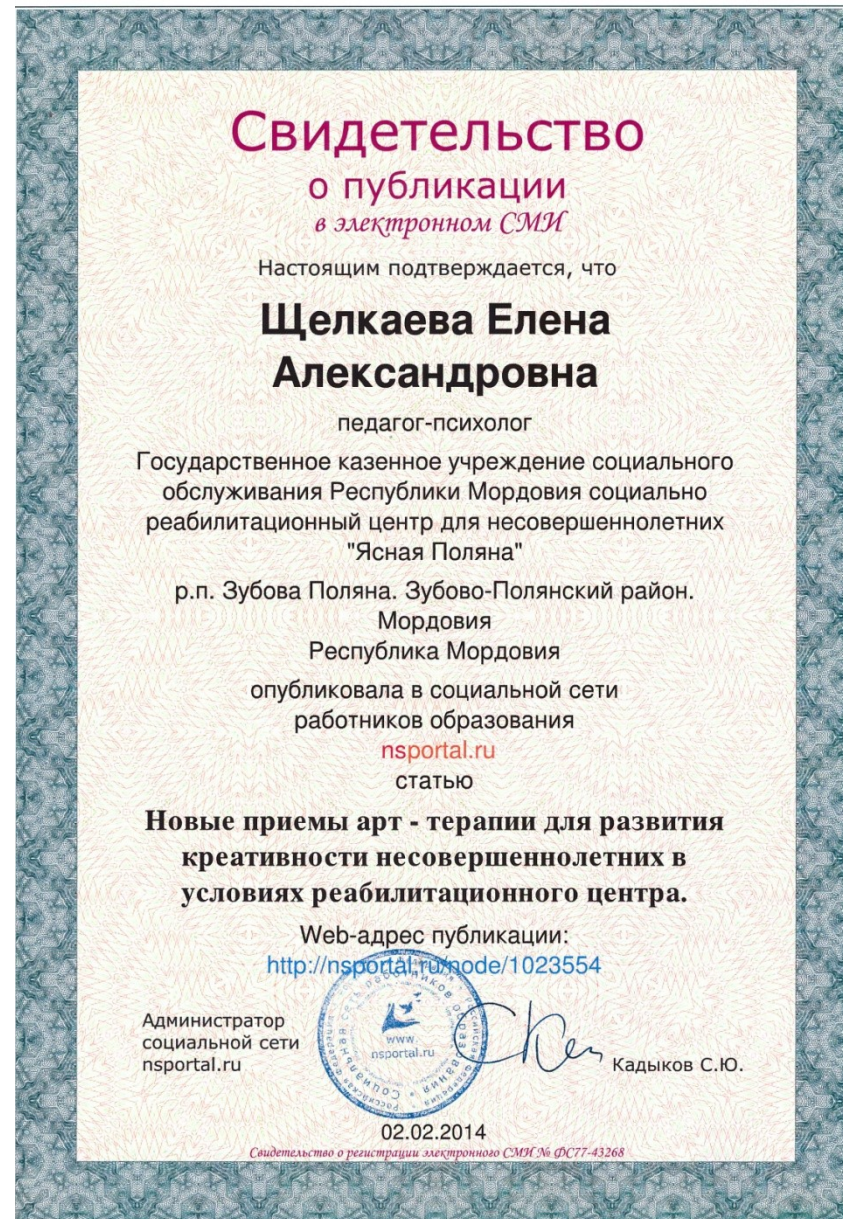 Свидетельство
о публикации
в электронном СМИ
Настоящим подтверждается, что
Щелкаева Елена
Александровна
педагог-психолог
Государственное казенное учреждение социального
обслуживания Республики Мордовия социально
реабилитационный центр для несовершеннолетних
"Ясная Поляна"
р.п. Зубова Поляна. Зубово-Полянский район.
Мордовия
Республика Мордовия
опубликовала в социальной сети
работников образования
nsportal.ru
статью
Новые приемы арт - терапии для развития
креативности несовершеннолетних в
условиях реабилитационного центра.
Web-адрес публикации:
http://nsportal.ru/node/1023554
Социальная сеть работников образования
www.
nsportal.ru
Администратор
социальной сети
nsportal.ru
Кадыков С.Ю.
02.02.2014
Свидетельство о регистрации электронного СМИ № ФС77-43268